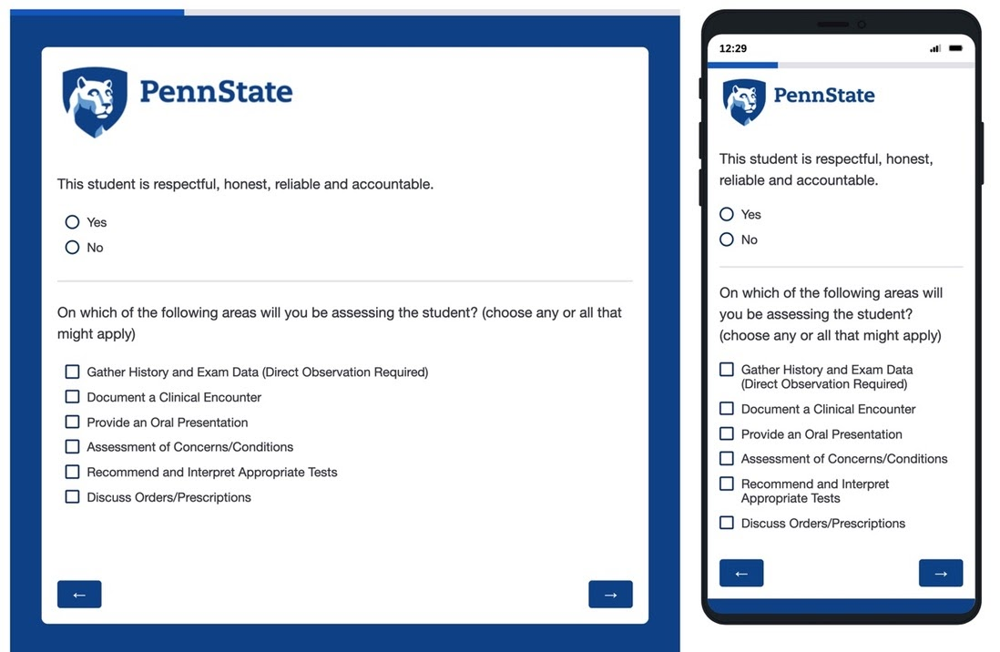 PennState
This student is respectful, honest, reliable and accountable.
Yes
No
On which of the following areas will you be assessing the student? (choose any or all that
might apply)
Gather History and Exam Data (Direct Observation Required)
Document a Clinical Encounter
Provide an Oral Presentation
Assessment of Concerns/Conditions
Recommend and Interpret Appropriate Tests
Discuss Orders/Prescriptions
←
→
12:29
PennState
This student is respectful, honest,
reliable and accountable.
Yes
No
On which of the following areas will
you be assessing the student?
(choose any or all that might apply)
Gather History and Exam Data
(Direct Observation Required)
Document a Clinical Encounter
Provide an Oral Presentation
Assessment of Concerns/Conditions
Recommend and Interpret
Appropriate Tests
Discuss Orders/Prescriptions
←
→